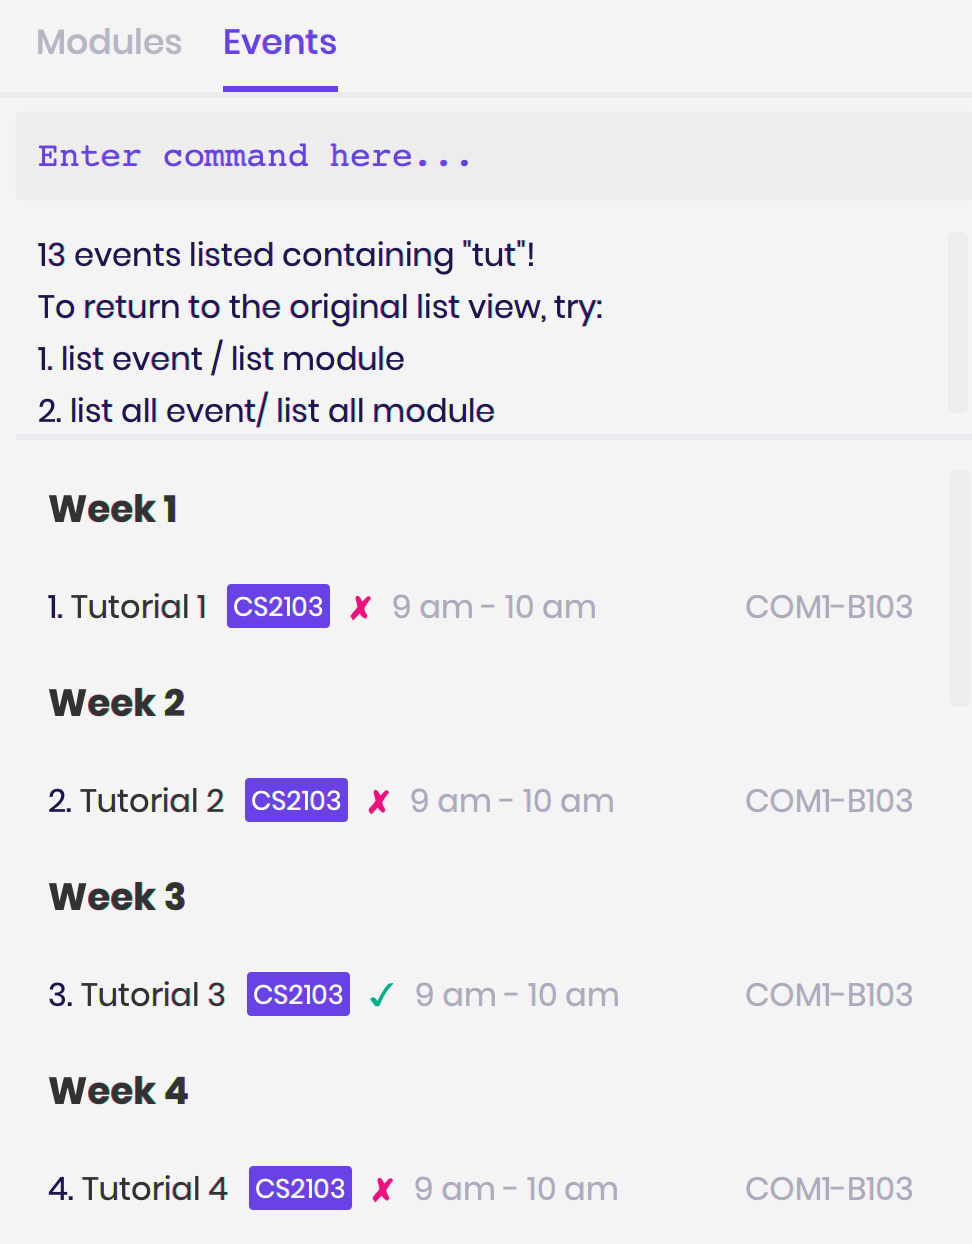 Modules Events
Enter command here...
13 events listed containing "tut"!
To return to the original list view, try:
1. list event / list module
2. list all event/ list all module
Week 1
1. Tutorial 1 CS2103 ✘ 9 am - 10 am COM1-B103
Week 2
2. Tutorial 2 CS2103 ✘ 9 am - 10 am COM1-B103
Week 3
3. Tutorial 3 CS2103 ✓ 9 am - 10 am COM1-B103
Week 4
4. Tutorial 4 CS2103 ✘ 9 am - 10 am COM1-B103